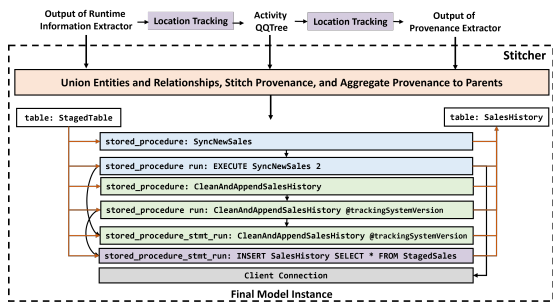 Output of Runtime
Information Extractor
Location Tracking
Activity
QQTree
Location Tracking
Output of
Provenance Extractor
Stitcher
Union Entities and Relationships, Stitch Provenance, and Aggregate Provenance to Parents
table: StagedTable
table: SalesHistory
stored_procedure: SyncNewSales
stored_procedure run: EXECUTE SyncNewSales 2
stored_procedure: CleanAndAppendSalesHistory
stored_procedure run: CleanAndAppendSalesHistory @trackingSystemVersion
stored_procedure_stmt_run: CleanAndAppendSalesHistory @trackingSystemVersion
stored_procedure_stmt_run: INSERT SalesHistory SELECT * FROM StagedSales
Client Connection
Final Model Instance